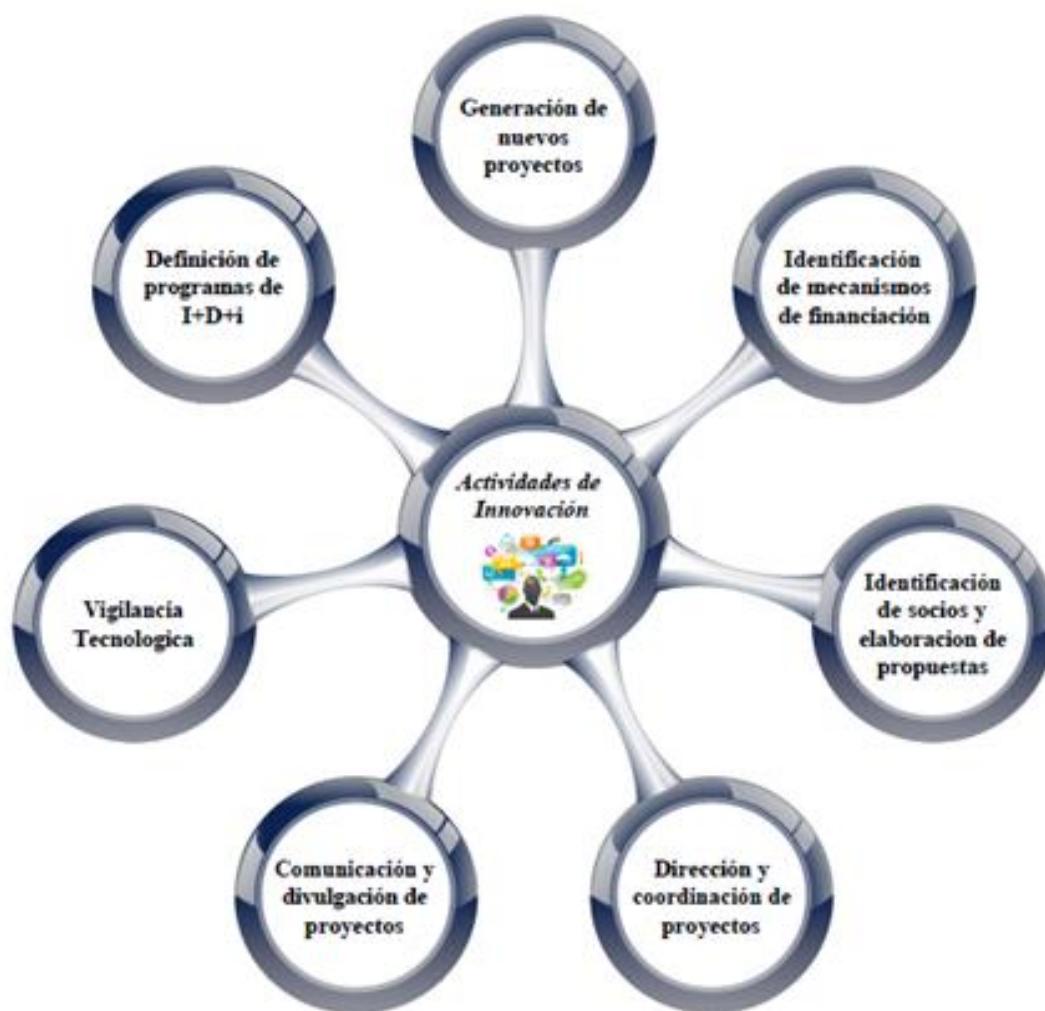 Generación de
nuevos
proyectos
Definición de
programas de
I+D+i
Identificación
de mecanismos
de financiación
Actividades de
Innovación
Vigilancia
Tecnologica
Identificación
de socios y
elaboracion de
propuestas
Comunicación y
divulgación de
proyectos
Dirección y
coordinación de
proyectos